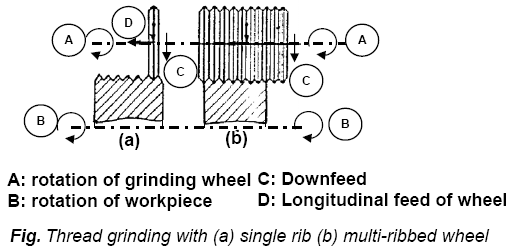 D
A
A
C
C
B
B
(a)
(b)
A: rotation of grinding wheel C: Downfeed
B: rotation of workpiece D: Longitudinal feed of wheel
Fig. Thread grinding with (a) single rib (b) multi-ribbed wheel